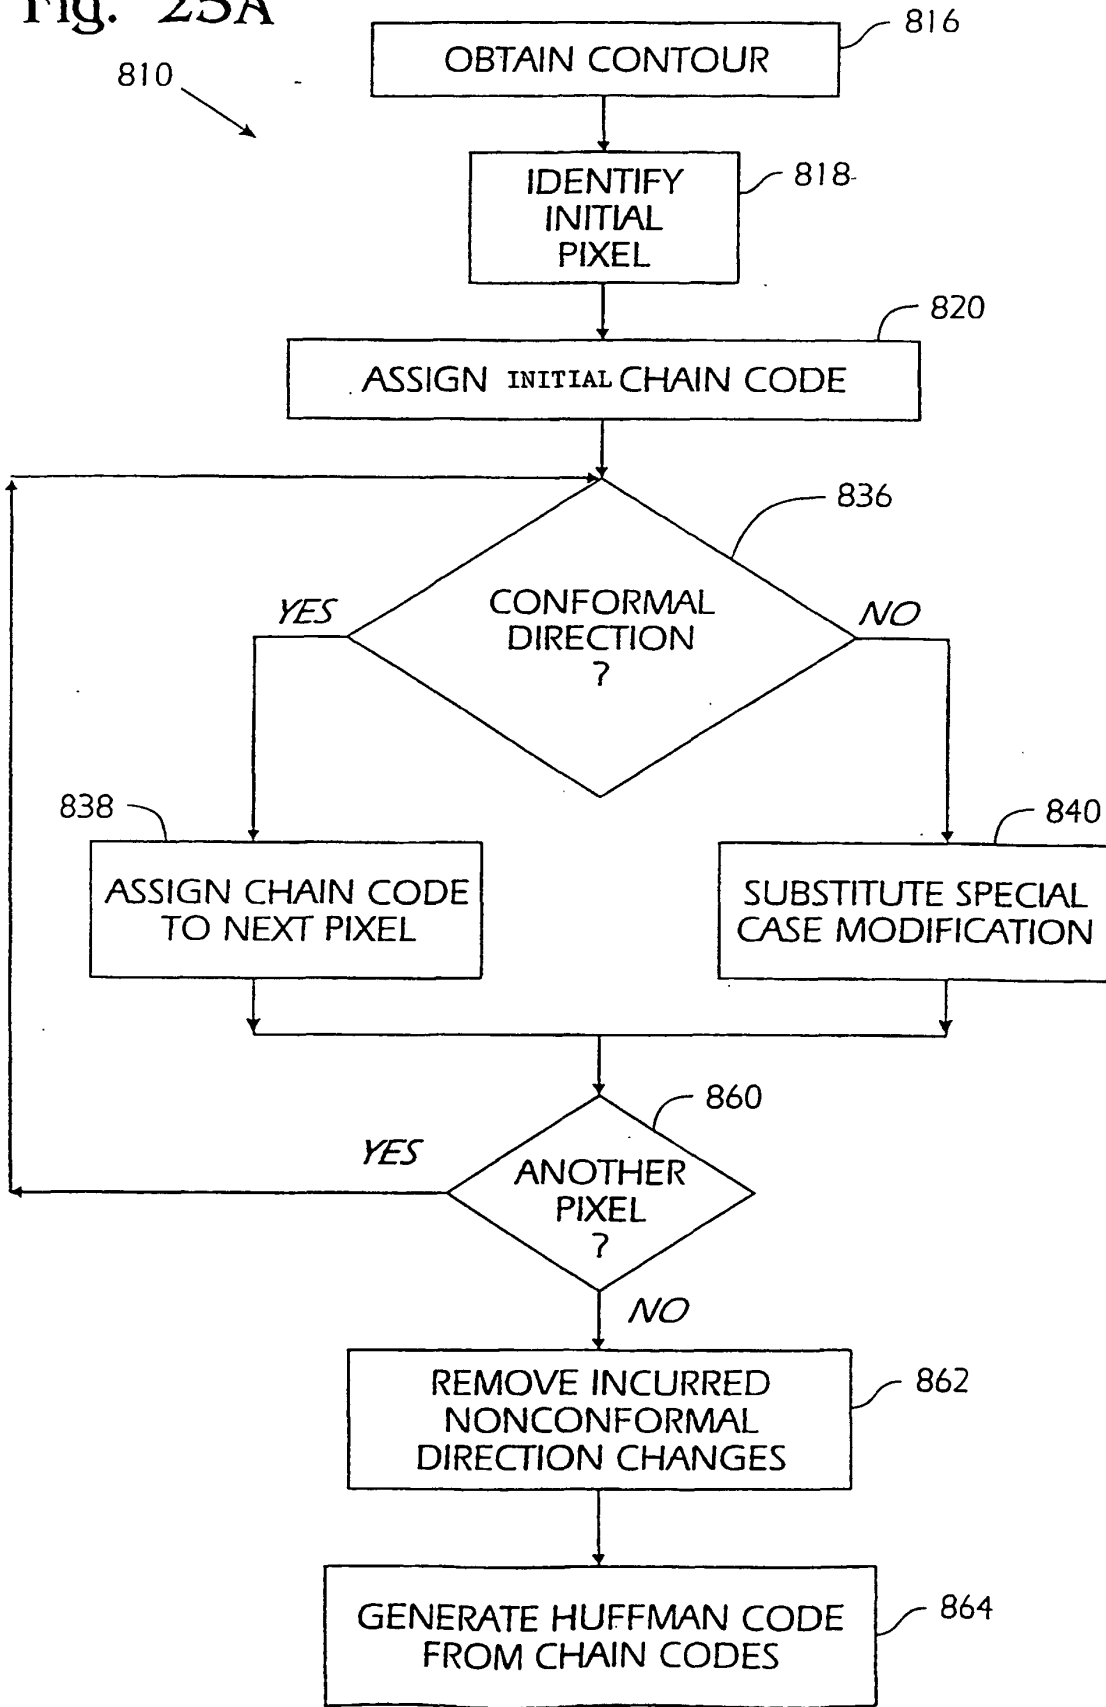 Fig. 25A
816
OBTAIN CONTOUR
810
818
IDENTIFY
INITIAL
PIXEL
820
ASSIGN INITIAL CHAIN CODE
836
CONFORMAL
DIRECTION
?
YES
NO
838
840
ASSIGN CHAIN CODE
TO NEXT PIXEL
SUBSTITUTE SPECIAL
CASE MODIFICATION
860
YES
ANOTHER
PIXEL
?
NO
862
REMOVE INCURRED
NONCONFORMAL
DIRECTION CHANGES
864
GENERATE HUFFMAN CODE
FROM CHAIN CODES